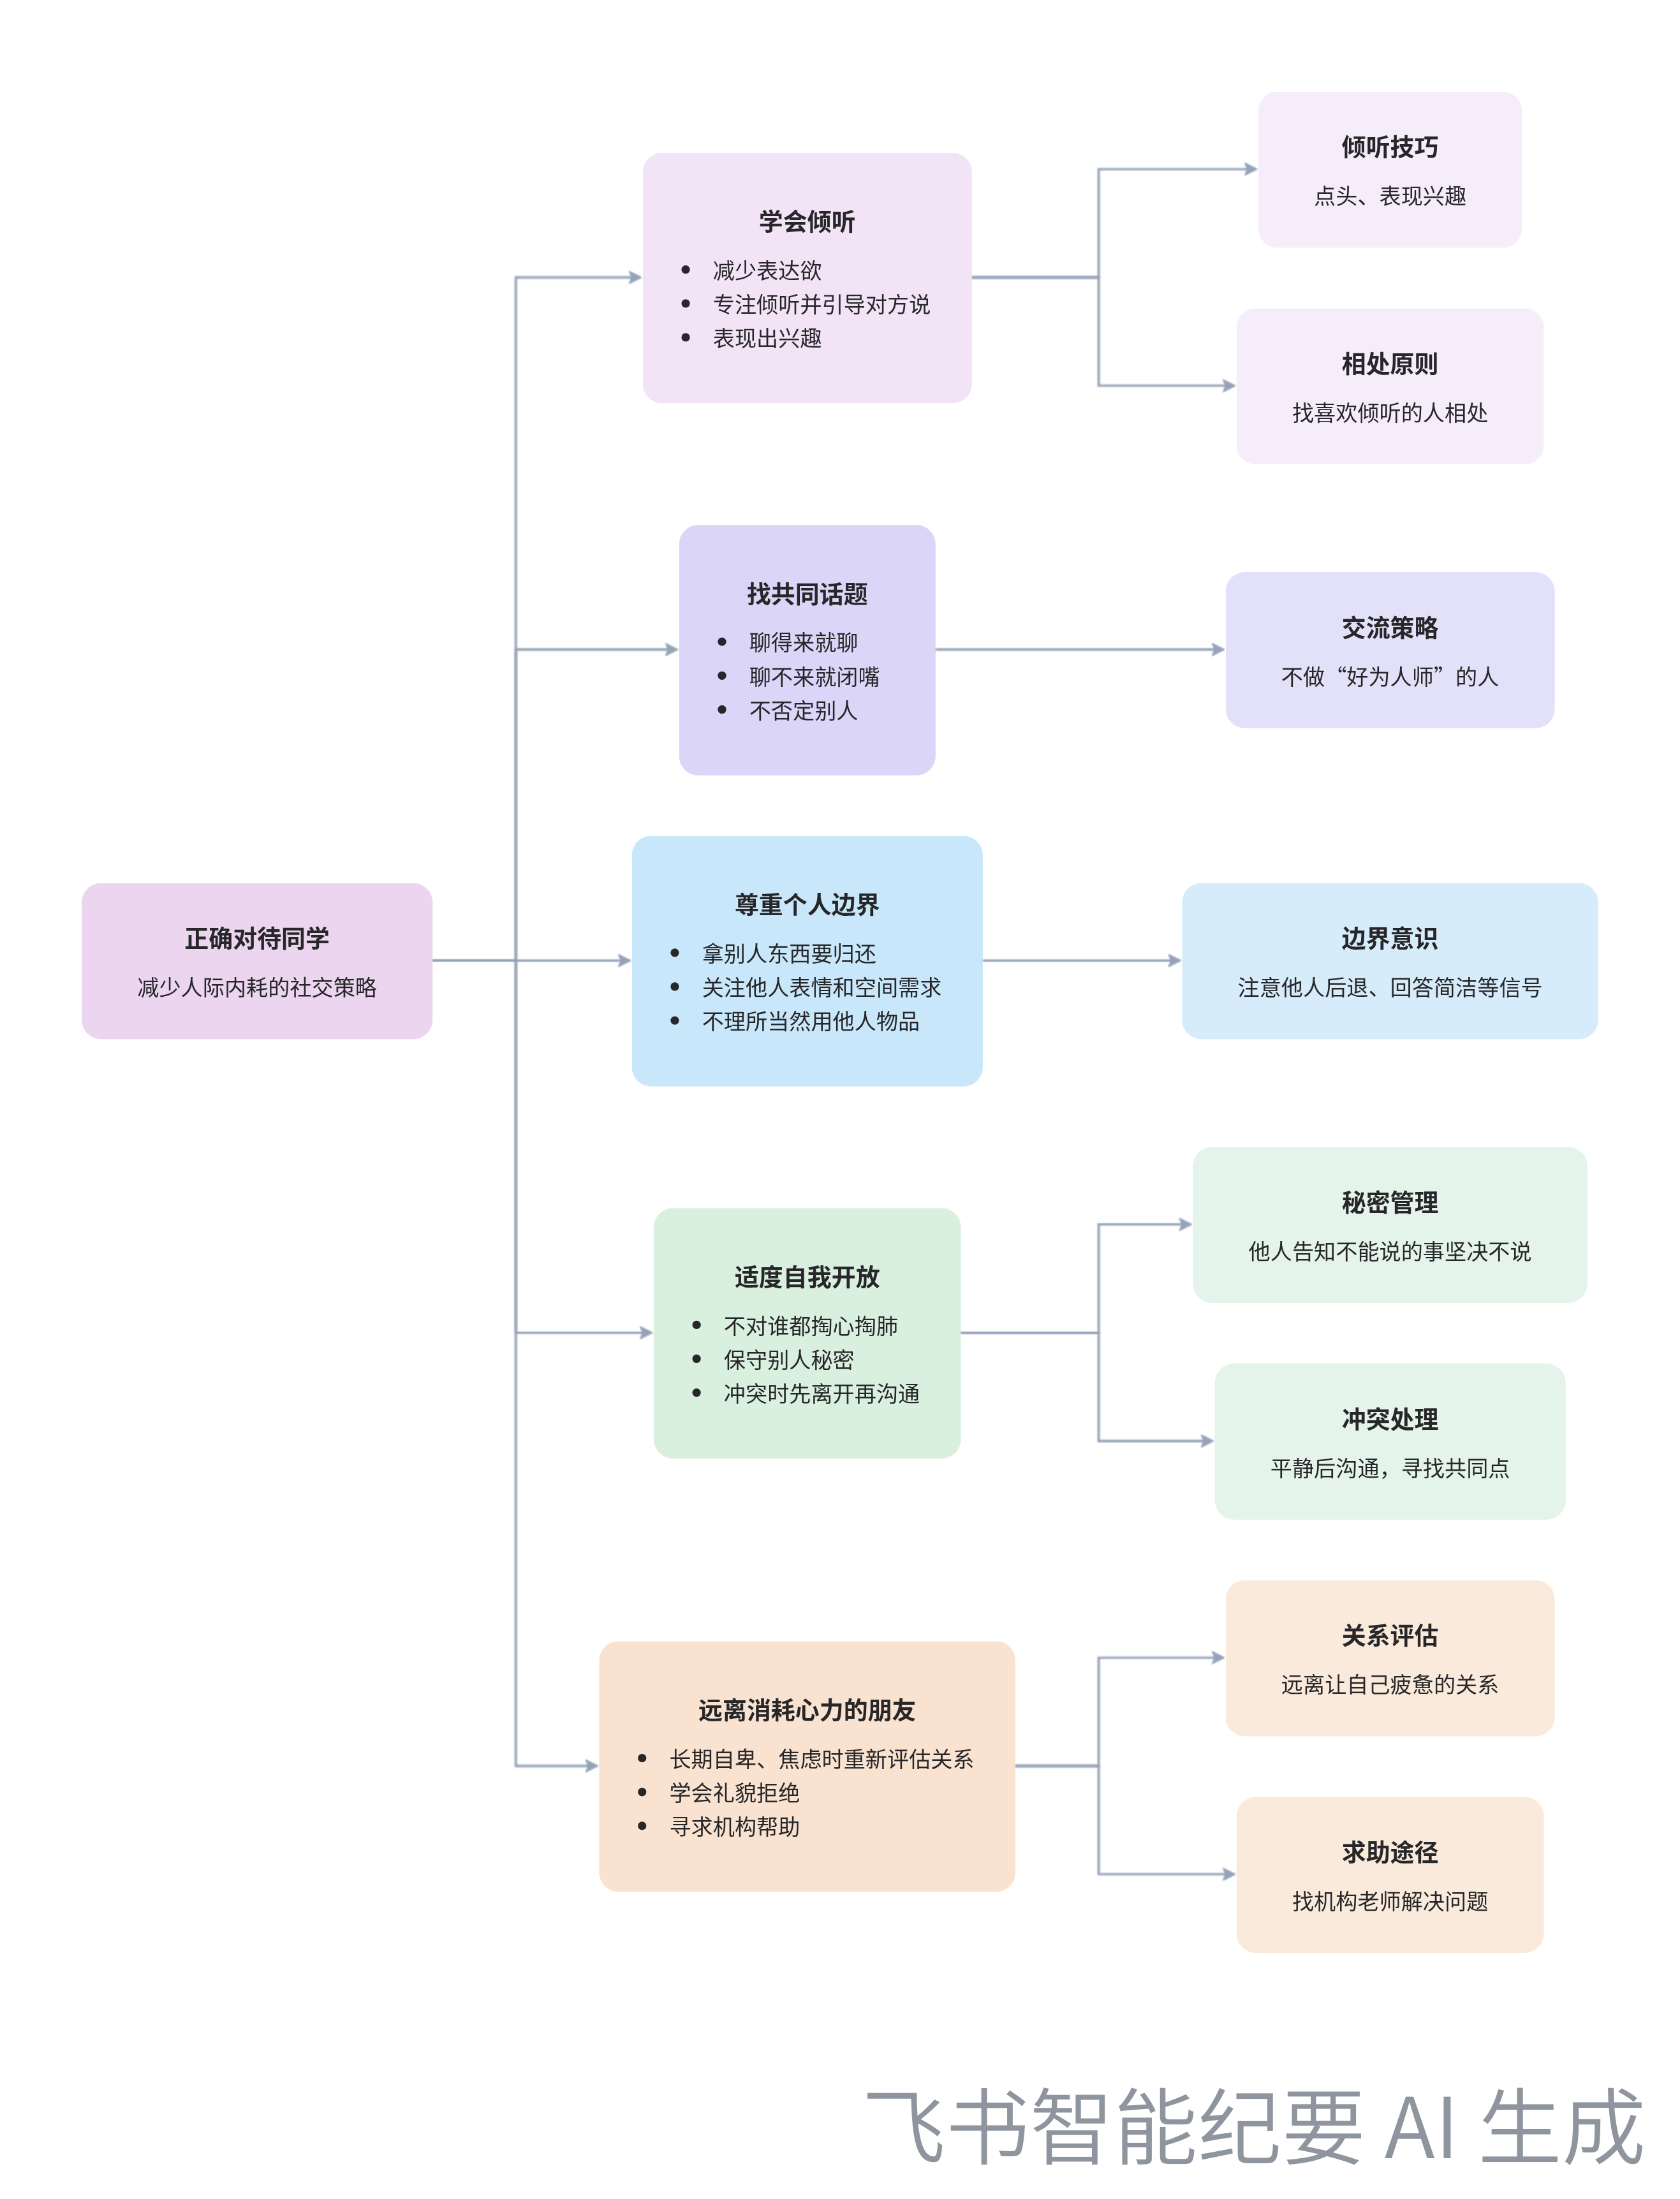 正确对待同学
减少人际内耗的社交策略
学会倾听
• 减少表达欲
• 专注倾听并引导对方说
• 表现出兴趣
倾听技巧
点头、表现兴趣
相处原则
找喜欢倾听的人相处
找共同话题
• 聊得来就聊
• 聊不来就闭嘴
• 不否定别人
交流策略
不做“好为人师”的人
尊重个人边界
• 拿别人东西要归还
• 关注他人表情和空间需求
• 不理所当然用他人物品
边界意识
注意他人后退、回答简洁等信号
适度自我开放
• 不对谁都掏心掏肺
• 保守别人秘密
• 冲突时先离开再沟通
秘密管理
他人告知不能说的事坚决不说
冲突处理
平静后沟通，寻找共同点
远离消耗心力的朋友
• 长期自卑、焦虑时重新评估关系
• 学会礼貌拒绝
• 寻求机构帮助
关系评估
远离让自己疲惫的关系
求助途径
找机构老师解决问题
飞书智能纪要 AI 生成